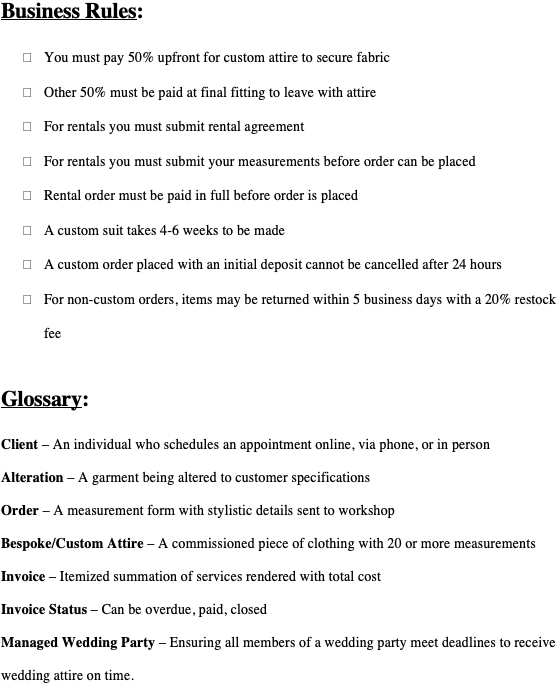 Business Rules:
☐ You must pay 50% upfront for custom attire to secure fabric
☐ Other 50% must be paid at final fitting to leave with attire
☐ For rentals you must submit rental agreement
☐ For rentals you must submit your measurements before order can be placed
☐ Rental order must be paid in full before order is placed
☐ A custom suit takes 4-6 weeks to be made
☐ A custom order placed with an initial deposit cannot be cancelled after 24 hours
☐ For non-custom orders, items may be returned within 5 business days with a 20% restock
fee
Glossary:
Client – An individual who schedules an appointment online, via phone, or in person
Alteration – A garment being altered to customer specifications
Order – A measurement form with stylistic details sent to workshop
Bespoke/Custom Attire – A commissioned piece of clothing with 20 or more measurements
Invoice – Itemized summation of services rendered with total cost
Invoice Status – Can be overdue, paid, closed
Managed Wedding Party – Ensuring all members of a wedding party meet deadlines to receive
wedding attire on time.